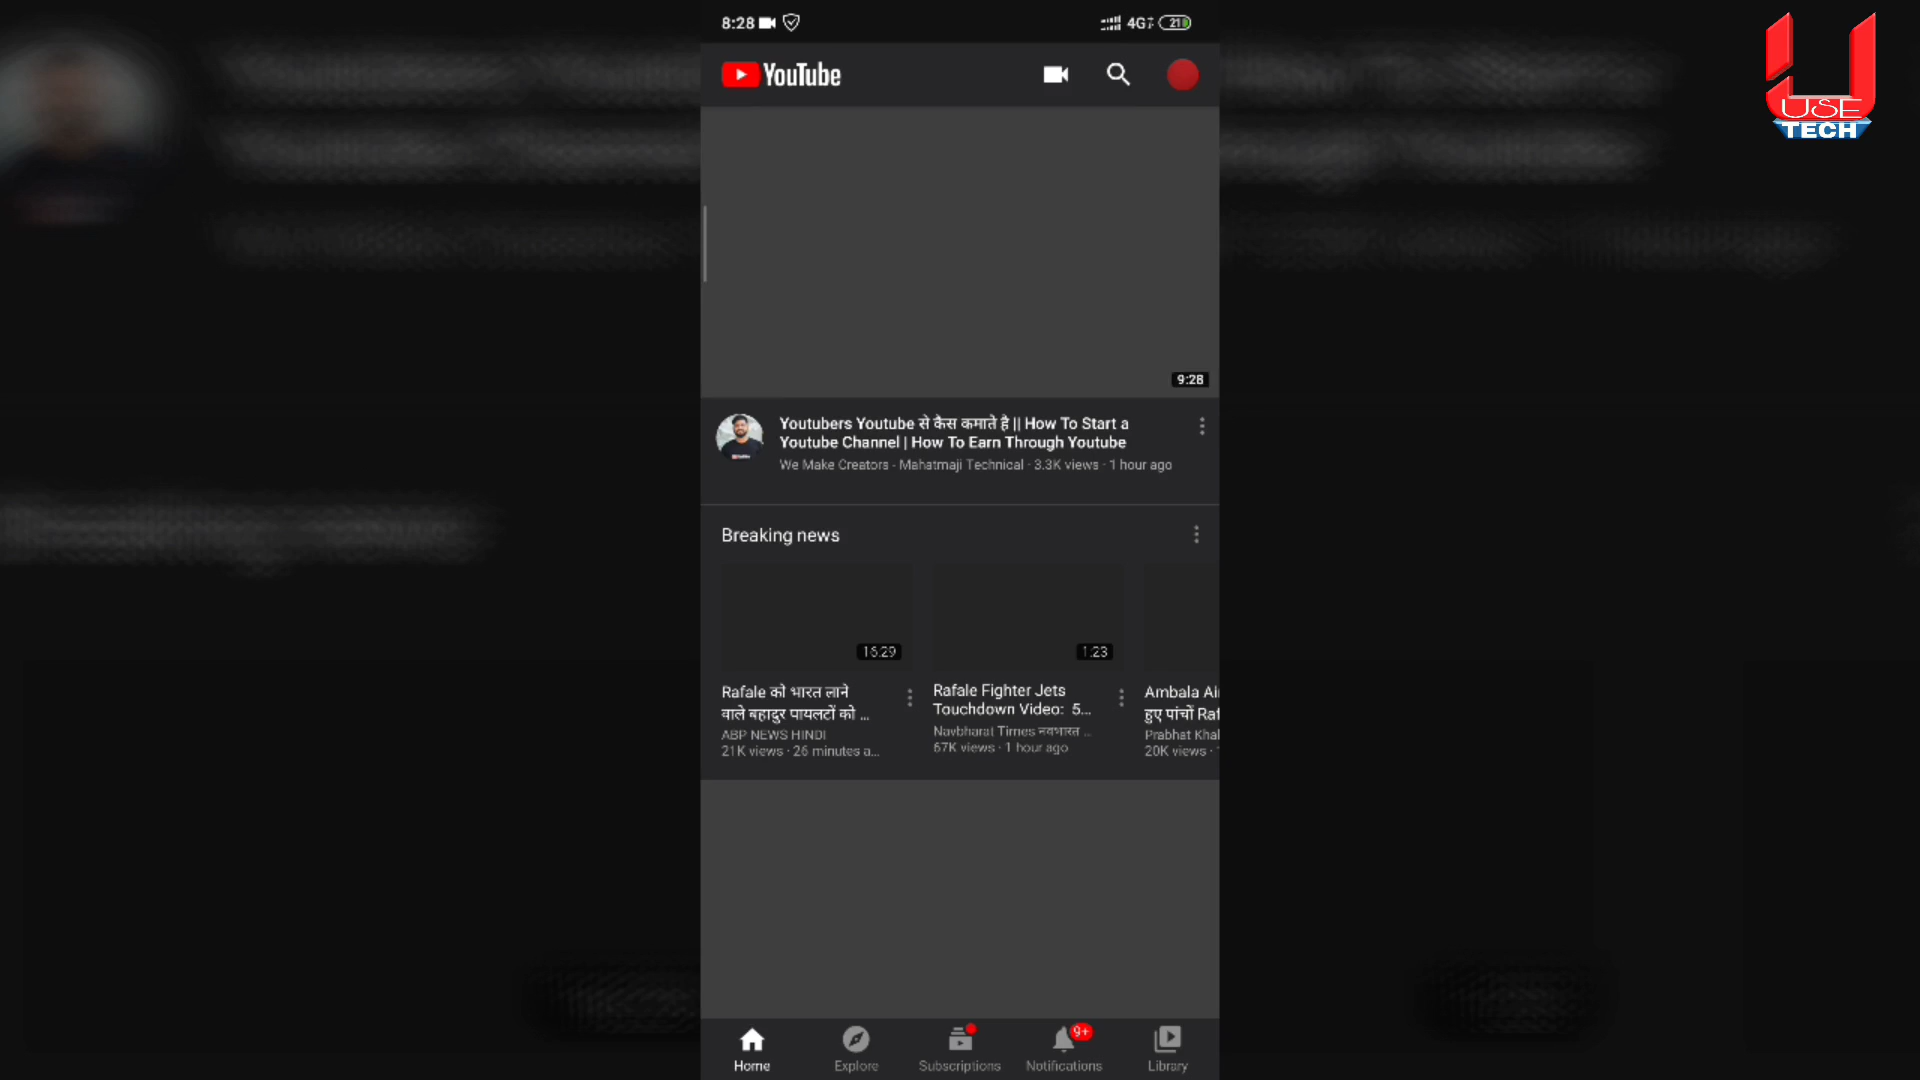 8:28
4G
21
YouTube
USE
TECH
9:28
Youtubers Youtube से कैस कमाते है || How To Start a
Youtube Channel | How To Earn Through Youtube
We Make Creators - Mahatmaji Technical · 3.3K views · 1 hour ago
Breaking news
16:29
1:23
Rafale को भारत लाने
वाले बहादुर पायलटों को ...
ABP NEWS HINDI
21K views · 26 minutes a...
Rafale Fighter Jets
Touchdown Video: 5...
Navbharat Times नवभारत ...
67K views · 1 hour ago
Ambala Ai
हुए पांचों Raf
Prabhat Khal
20K views ·
9+
Home
Explore
Subscriptions
Notifications
Library